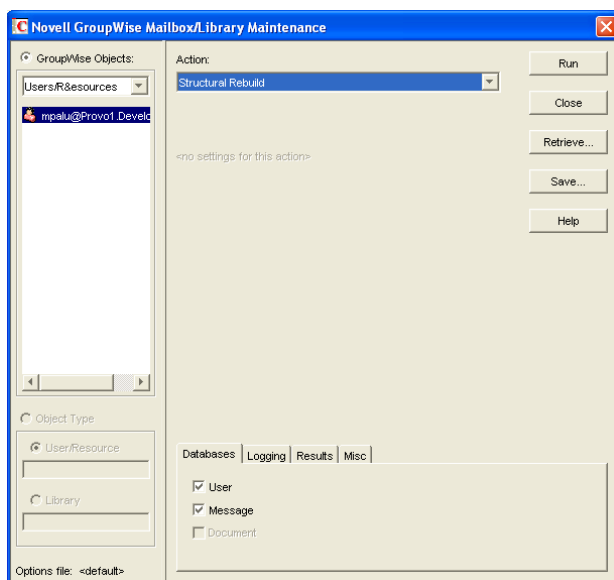 Novell GroupWise Mailbox/Library Maintenance
GroupWise Objects:
Users/R&esources
mpalu@Provo1.Develo
Action:
Structural Rebuild
<no settings for this action>
Run
Close
Retrieve...
Save...
Help
Object Type
User/Resource
Library
Databases
Logging
Results
Misc
User
Message
Document
Options file: <default>